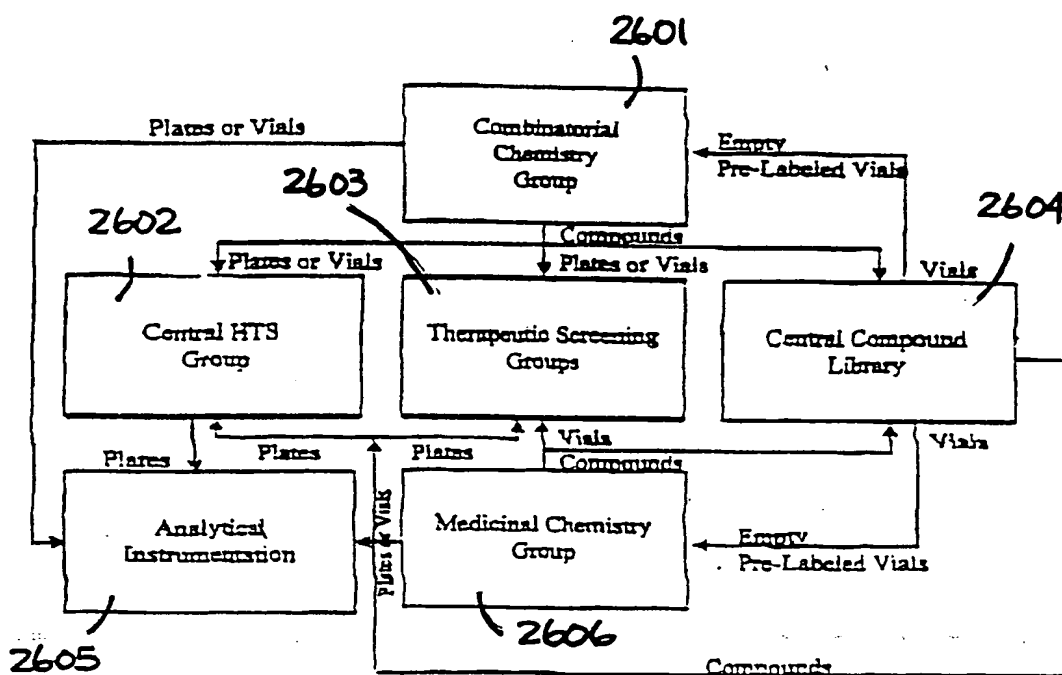 2601
Plates or Vials
Combinatorial
Chemistry
Group
Empty
Pre-Labeled Vials
2603
2602
2604
Compounds
Plates or Vials
Plates or Vials
Vials
Central HTS
Group
Therapeutic Screening
Groups
Central Compound
Library
Vials
Vials
Plates
Plates
Plates
Compounds
Plates or Vials
Analytical
Instrumentation
Medicinal Chemistry
Group
Empty
Pre-Labeled Vials
2605
2606
Compounds